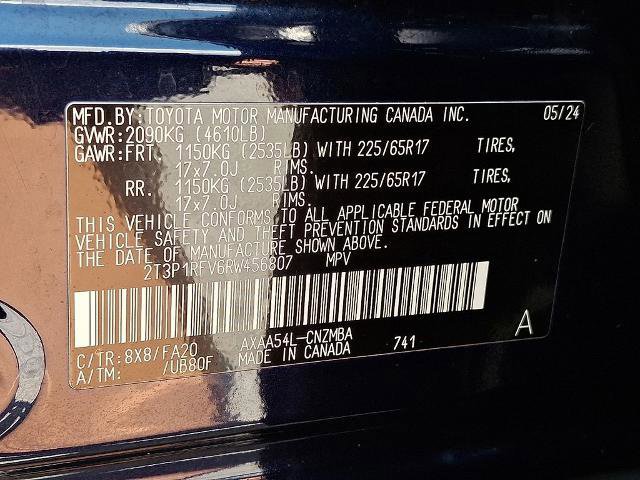 MFD.BY: TOYOTA MOTOR MANUFACTURING CANADA INC. 05/24
GVWR: 2090KG (4610LB)
GAWR: FRT. 1150KG (2535LB) WITH 225/65R17 TIRES,
17x7.0J RIMS.
RR. 1150KG (2535LB) WITH 225/65R17 TIRES,
17x7.0J RIMS.
THIS VEHICLE CONFORMS TO ALL APPLICABLE FEDERAL MOTOR
VEHICLE SAFETY AND THEFT PREVENTION STANDARDS IN EFFECT ON
THE DATE OF MANUFACTURE SHOWN ABOVE.
2T3P1RFV6RW456807 MPV
C/TR: 8X8/FA20 AXAA54L-CNZMBA 741 A
A/TM: /UB80F MADE IN CANADA